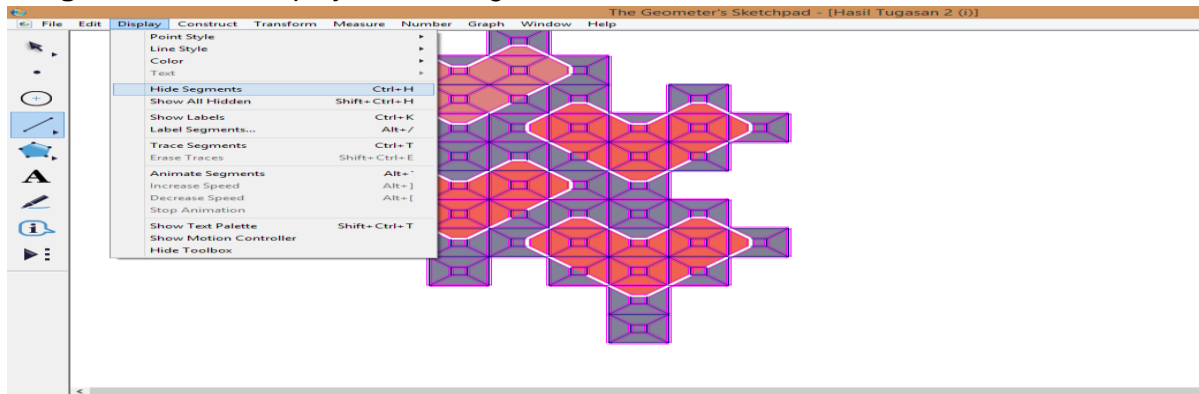 The Geometer's Sketchpad - [Hasil Tugasan 2 (i)]
File Edit Display Construct Transform Measure Number Graph Window Help
Point Style
Line Style
Color
Text
Hide Segments Ctrl+H
Show All Hidden Shift+Ctrl+H
Show Labels Ctrl+K
Label Segments... Alt+/
Trace Segments Ctrl+T
Erase Traces Shift+Ctrl+E
Animate Segments Alt+`
Increase Speed Alt+]
Decrease Speed Alt+[
Stop Animation
Show Text Palette Shift+Ctrl+T
Show Motion Controller
Hide Toolbox
A